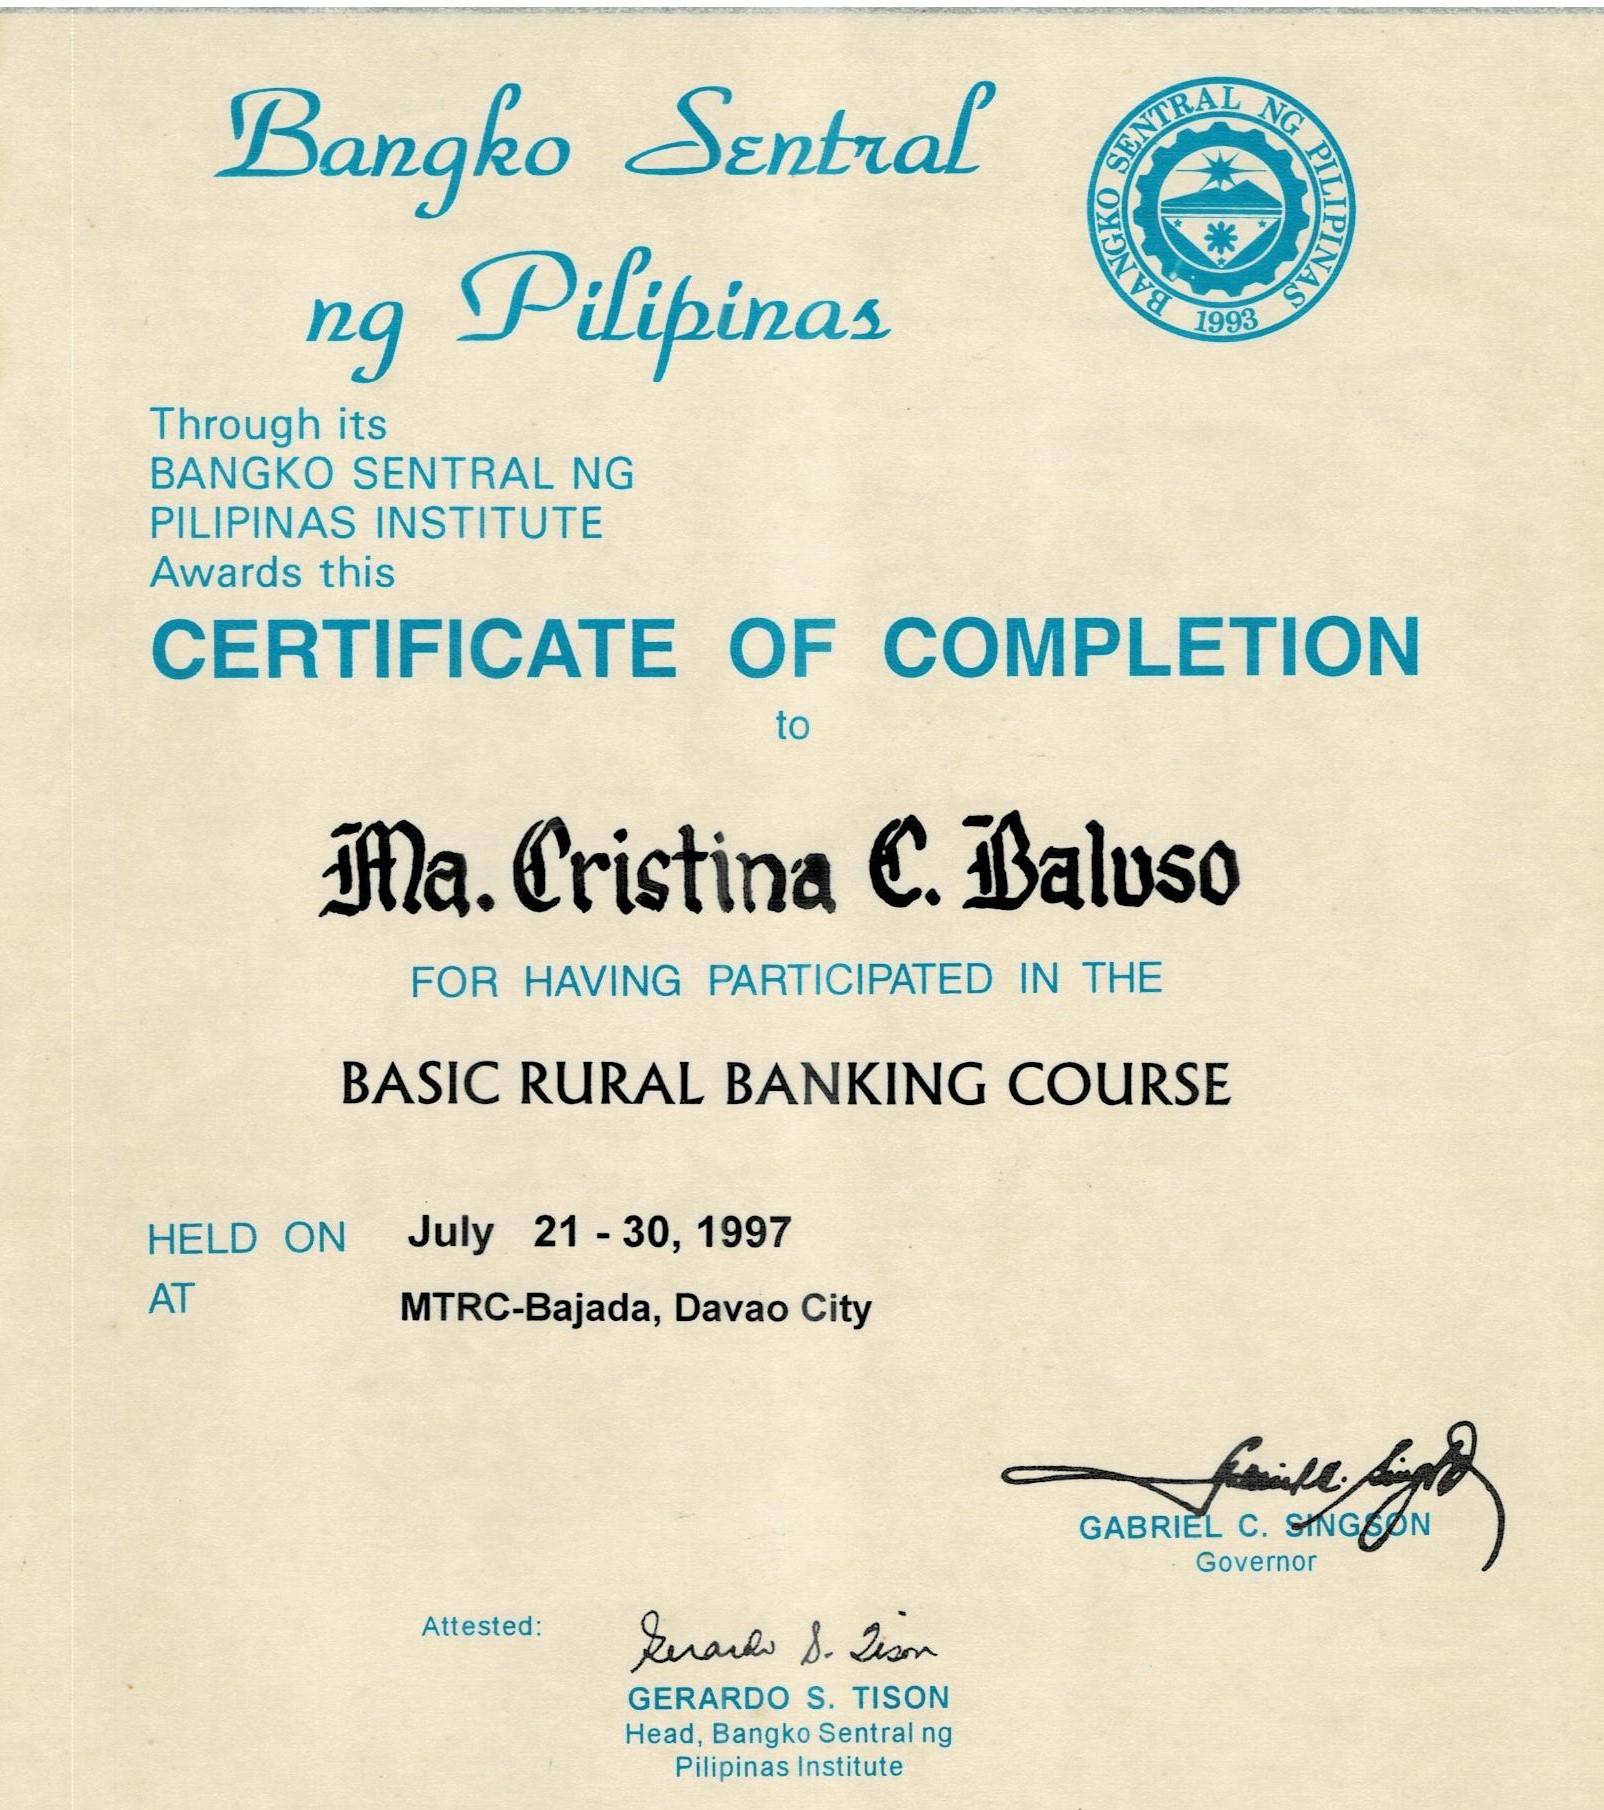 Bangko Sentral
ng Pilipinas
BANGKO SENTRAL NG PILIPINAS
1993
Through its
BANGKO SENTRAL NG
PILIPINAS INSTITUTE
Awards this
CERTIFICATE OF COMPLETION
to
Ma. Cristina C. Baluso
FOR HAVING PARTICIPATED IN THE
BASIC RURAL BANKING COURSE
HELD ON July 21 - 30, 1997
AT MTRC-Bajada, Davao City
Gabriel C. Singson
GABRIEL C. SINGSON
Governor
Attested: Gerardo S. Tison
GERARDO S. TISON
Head, Bangko Sentral ng
Pilipinas Institute